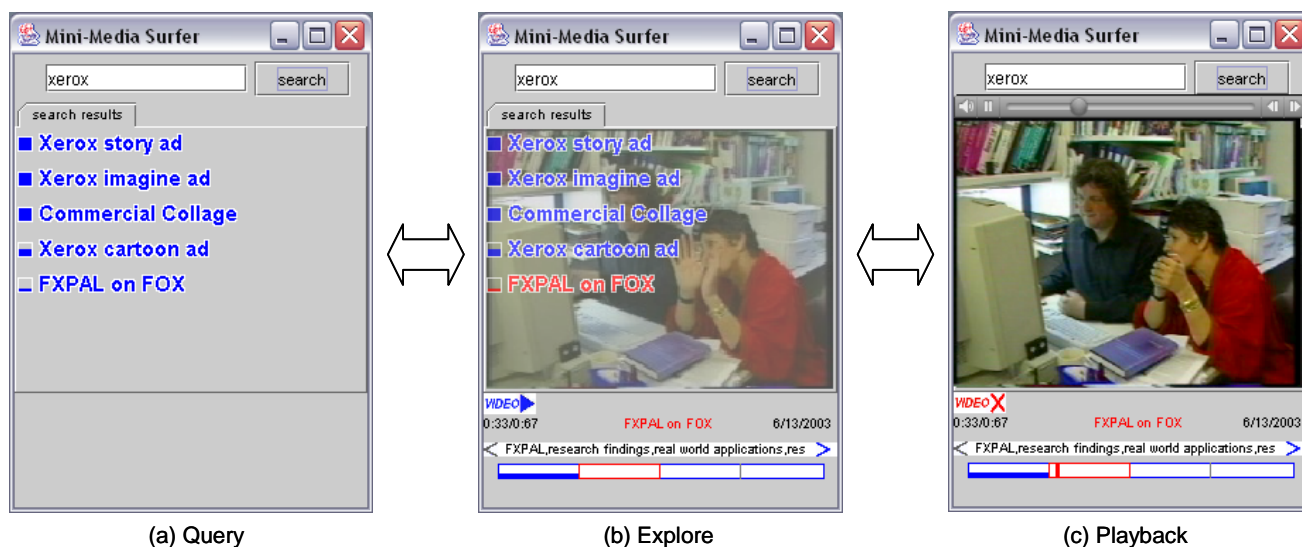 Mini-Media Surfer
xerox search
search results
Xerox story ad
Xerox imagine ad
Commercial Collage
Xerox cartoon ad
FXPAL on FOX
(a) Query
Mini-Media Surfer
xerox search
search results
Xerox story ad
Xerox imagine ad
Commercial Collage
Xerox cartoon ad
FXPAL on FOX
VIDEO
0:33/0:67 FXPAL on FOX 6/13/2003
< FXPAL,research findings,real world applications,res >
(b) Explore
Mini-Media Surfer
xerox search
VIDEO X
0:33/0:67 FXPAL on FOX 6/13/2003
< FXPAL,research findings,real world applications,res >
(c) Playback